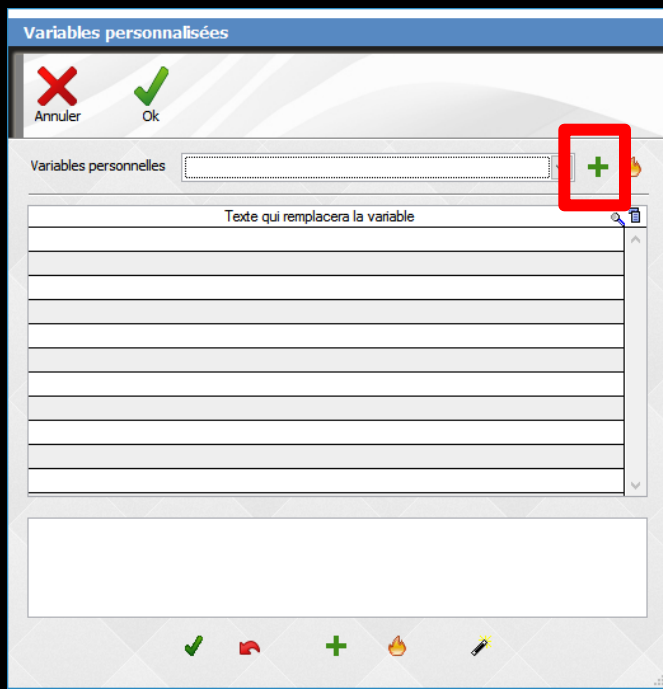 Variables personnalisées
Annuler
Ok
Variables personnelles
Texte qui remplacera la variable